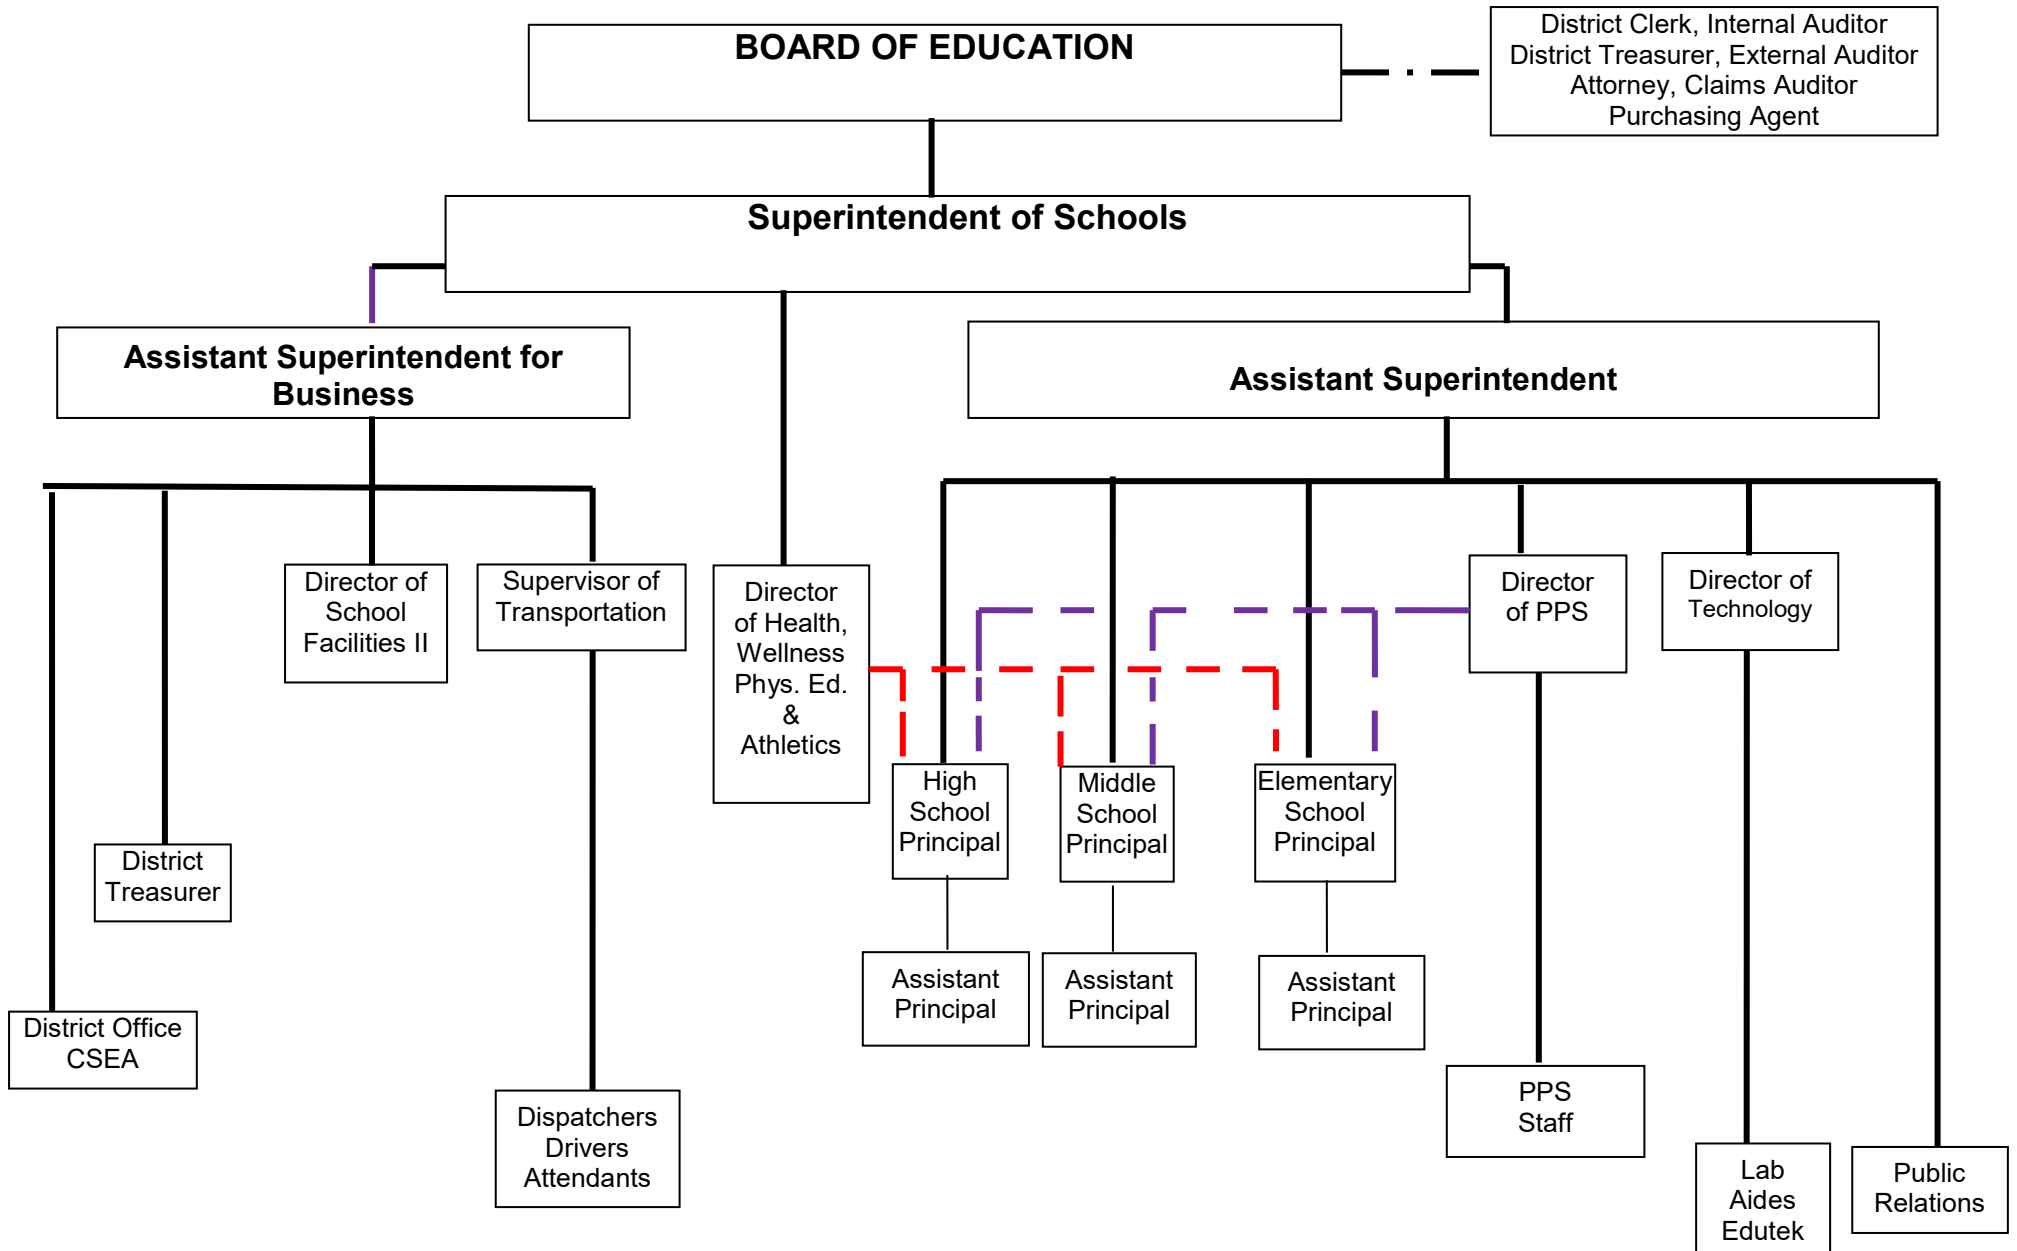 BOARD OF EDUCATION
District Clerk, Internal Auditor
District Treasurer, External Auditor
Attorney, Claims Auditor
Purchasing Agent
Superintendent of Schools
Assistant Superintendent for
Business
Assistant Superintendent
Director of
School
Facilities II
Supervisor of
Transportation
Director
of Health,
Wellness
Phys. Ed.
&
Athletics
Director
of PPS
Director of
Technology
High
School
Principal
Middle
School
Principal
Elementary
School
Principal
District
Treasurer
Assistant
Principal
Assistant
Principal
Assistant
Principal
District Office
CSEA
Dispatchers
Drivers
Attendants
PPS
Staff
Lab
Aides
Edutek
Public
Relations